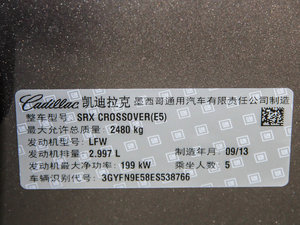 Cadillac 凯迪拉克 墨西哥通用汽车有限责任公司制造
整车型号: SRX CROSSOVER(E5)
最大允许总质量: 2480 kg
发动机型号: LFW
发动机排量: 2.997 L 制造年月 09/13
最大净功率: 199 kW 乘坐人数 5
车辆识别代号: 3GYFN9E58ES538766